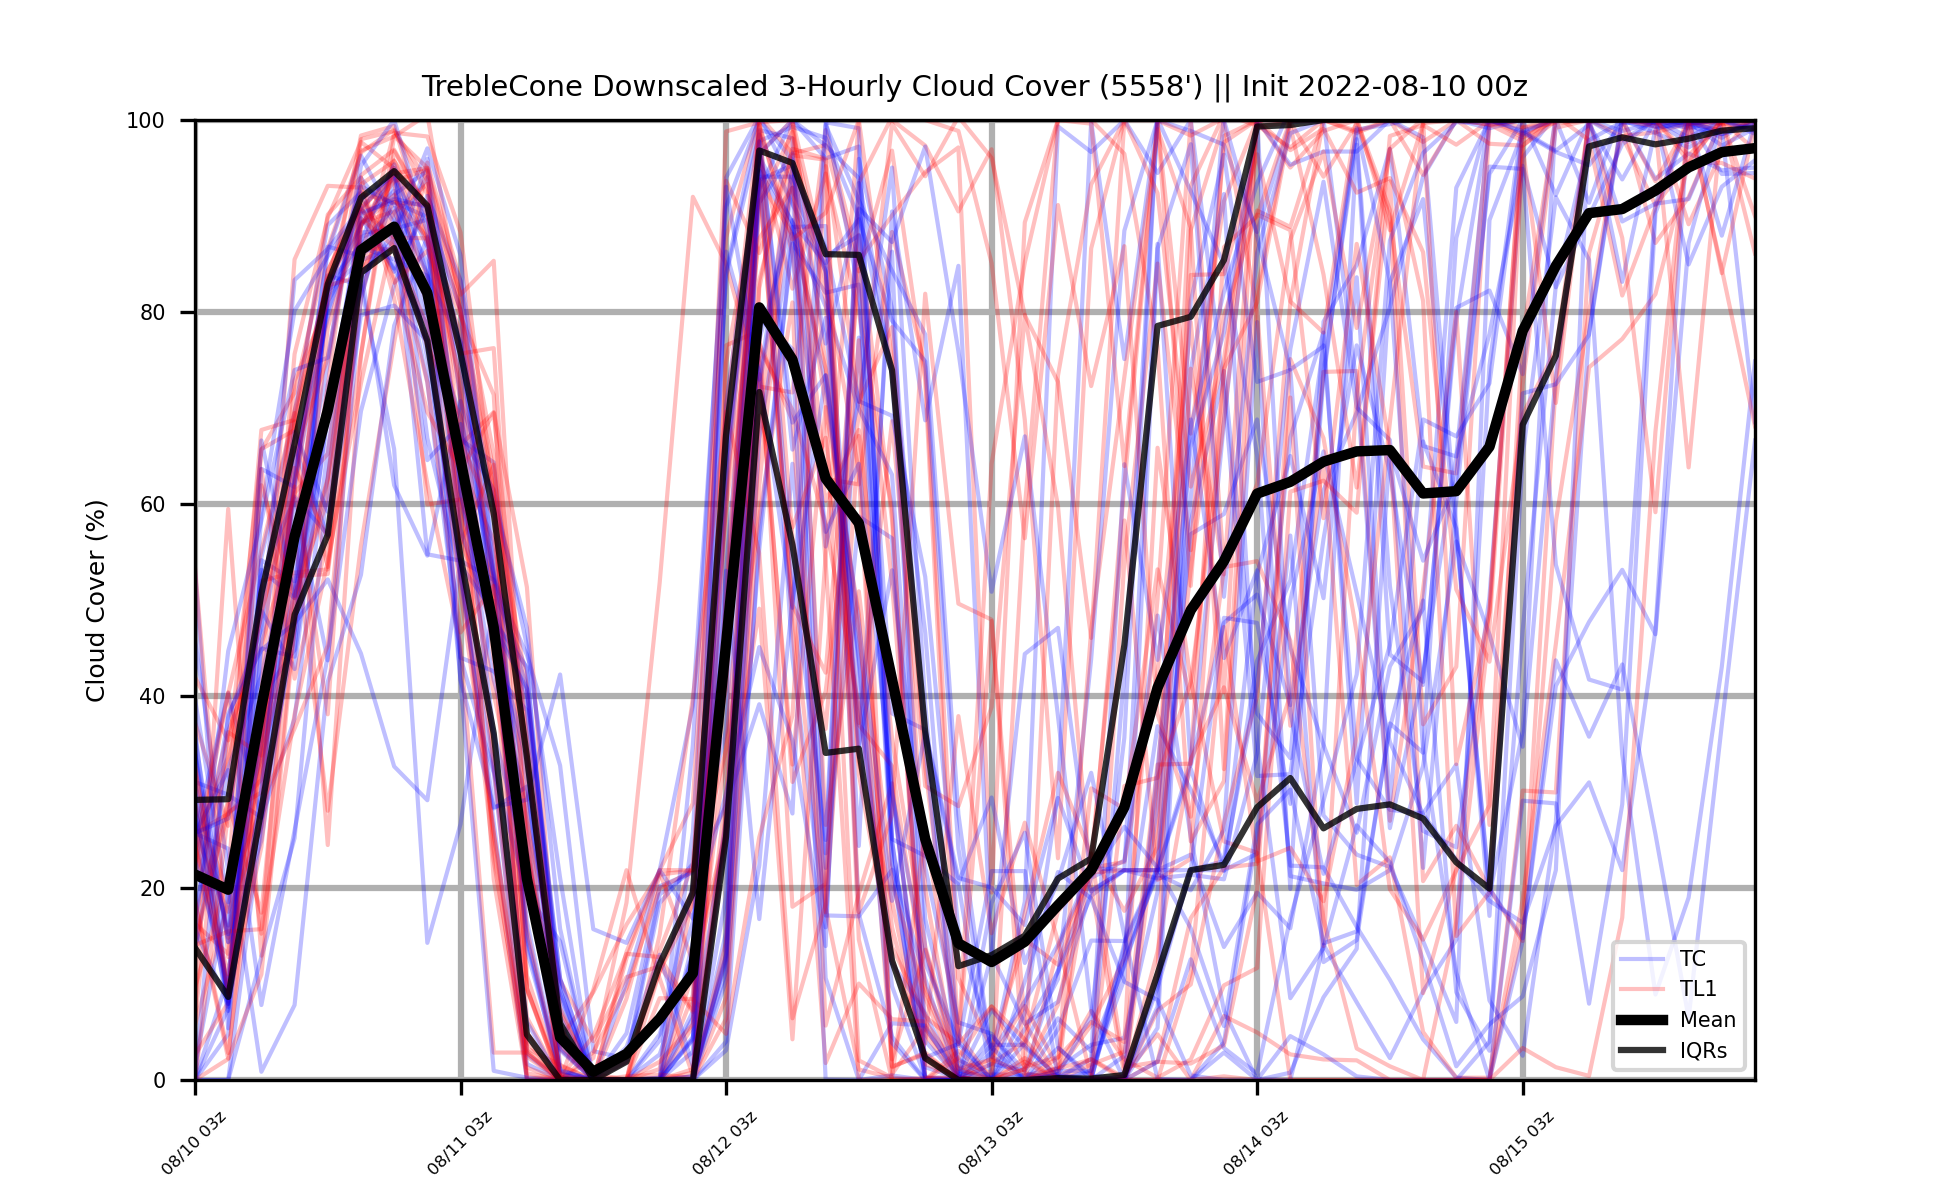 TrebleCone Downscaled 3-Hourly Cloud Cover (5558') || Init 2022-08-10 00z
Cloud Cover (%)
100
80
60
40
20
0
08/10 03z
08/11 03z
08/12 03z
08/13 03z
08/14 03z
08/15 03z
TC
TL1
Mean
IQRs